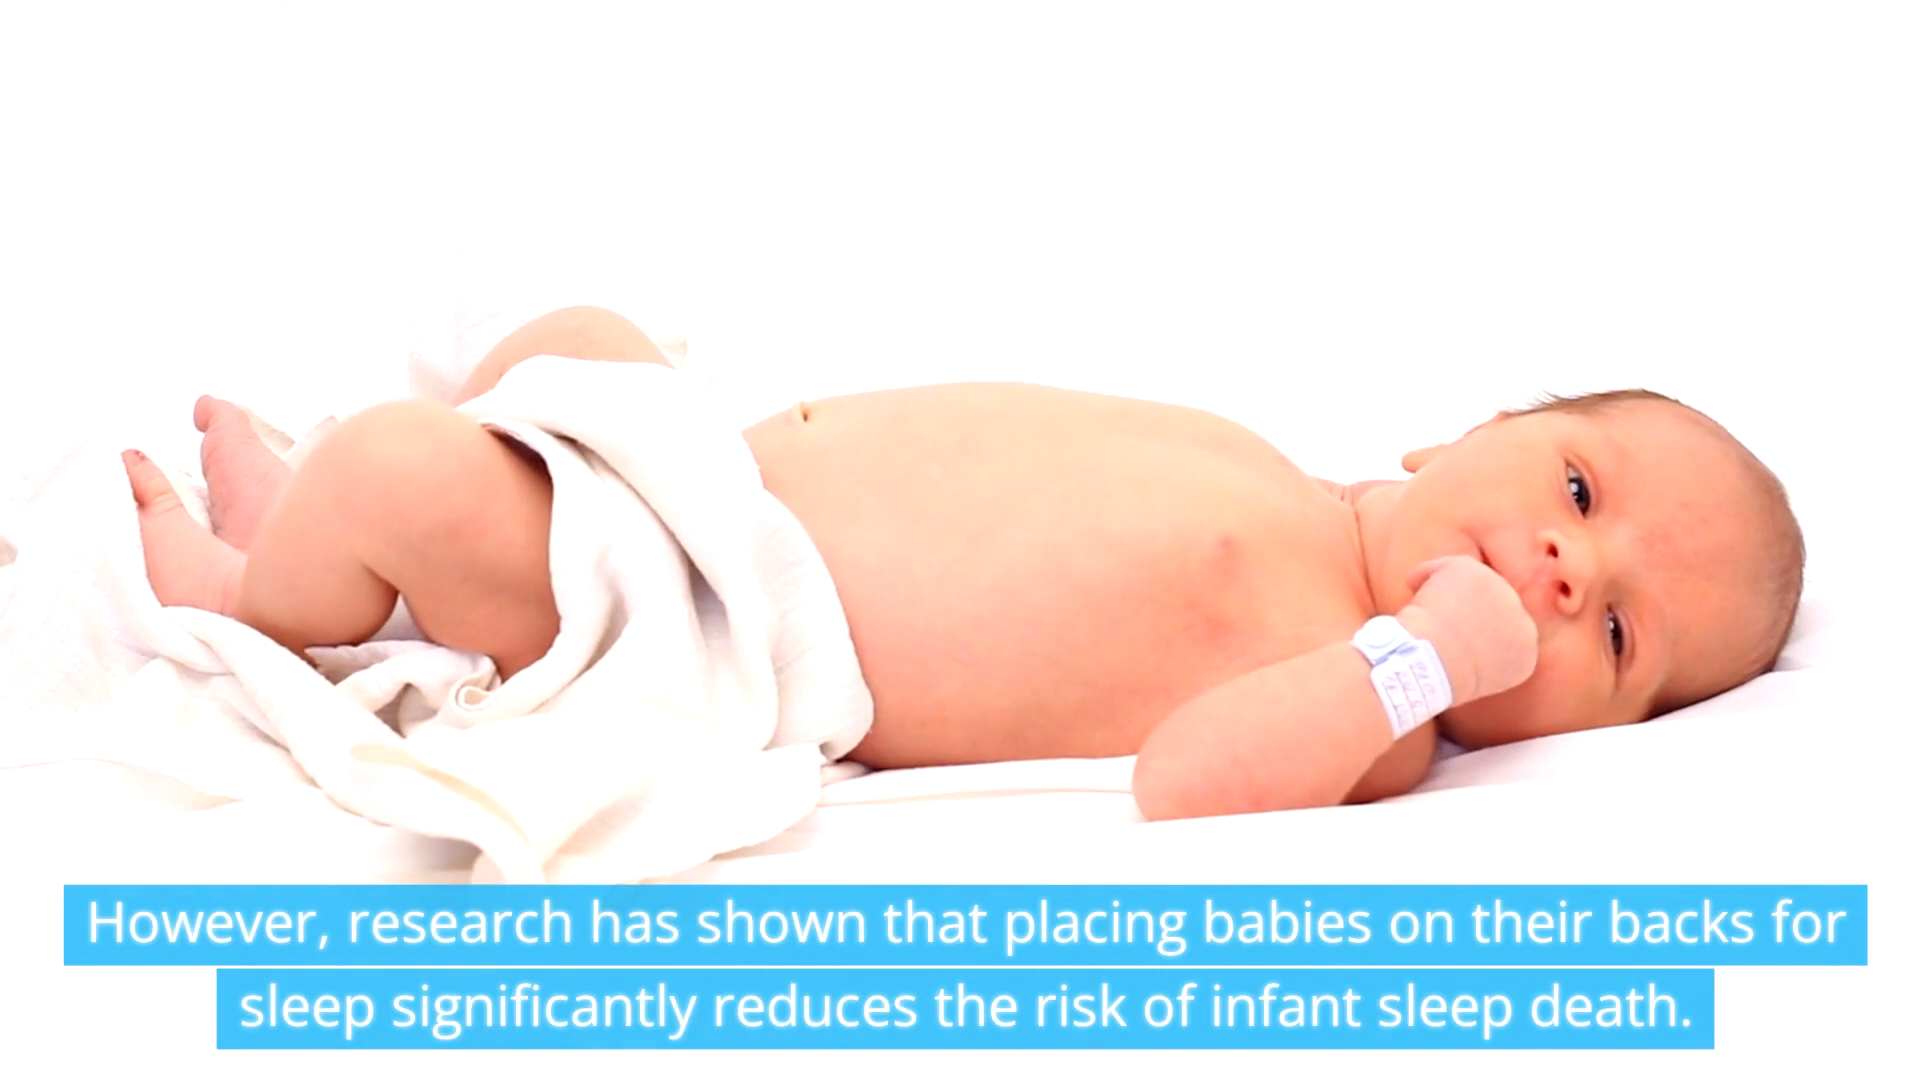 However, research has shown that placing babies on their backs for
sleep significantly reduces the risk of infant sleep death.